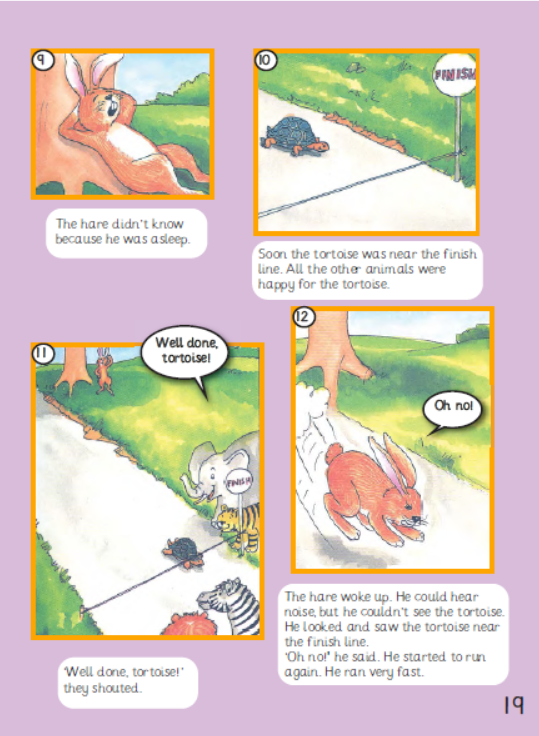 9
The hare didn't know
because he was asleep.
10
FINISH
Soon the tortoise was near the finish
line. All the other animals were
happy for the tortoise.
11
Well done,
tortoise!
FINISH
'Well done, tortoise!'
they shouted.
12
Oh no!
The hare woke up. He could hear
noise, but he couldn't see the tortoise.
He looked and saw the tortoise near
the finish line.
'Oh no!' he said. He started to run
again. He ran very fast.
19